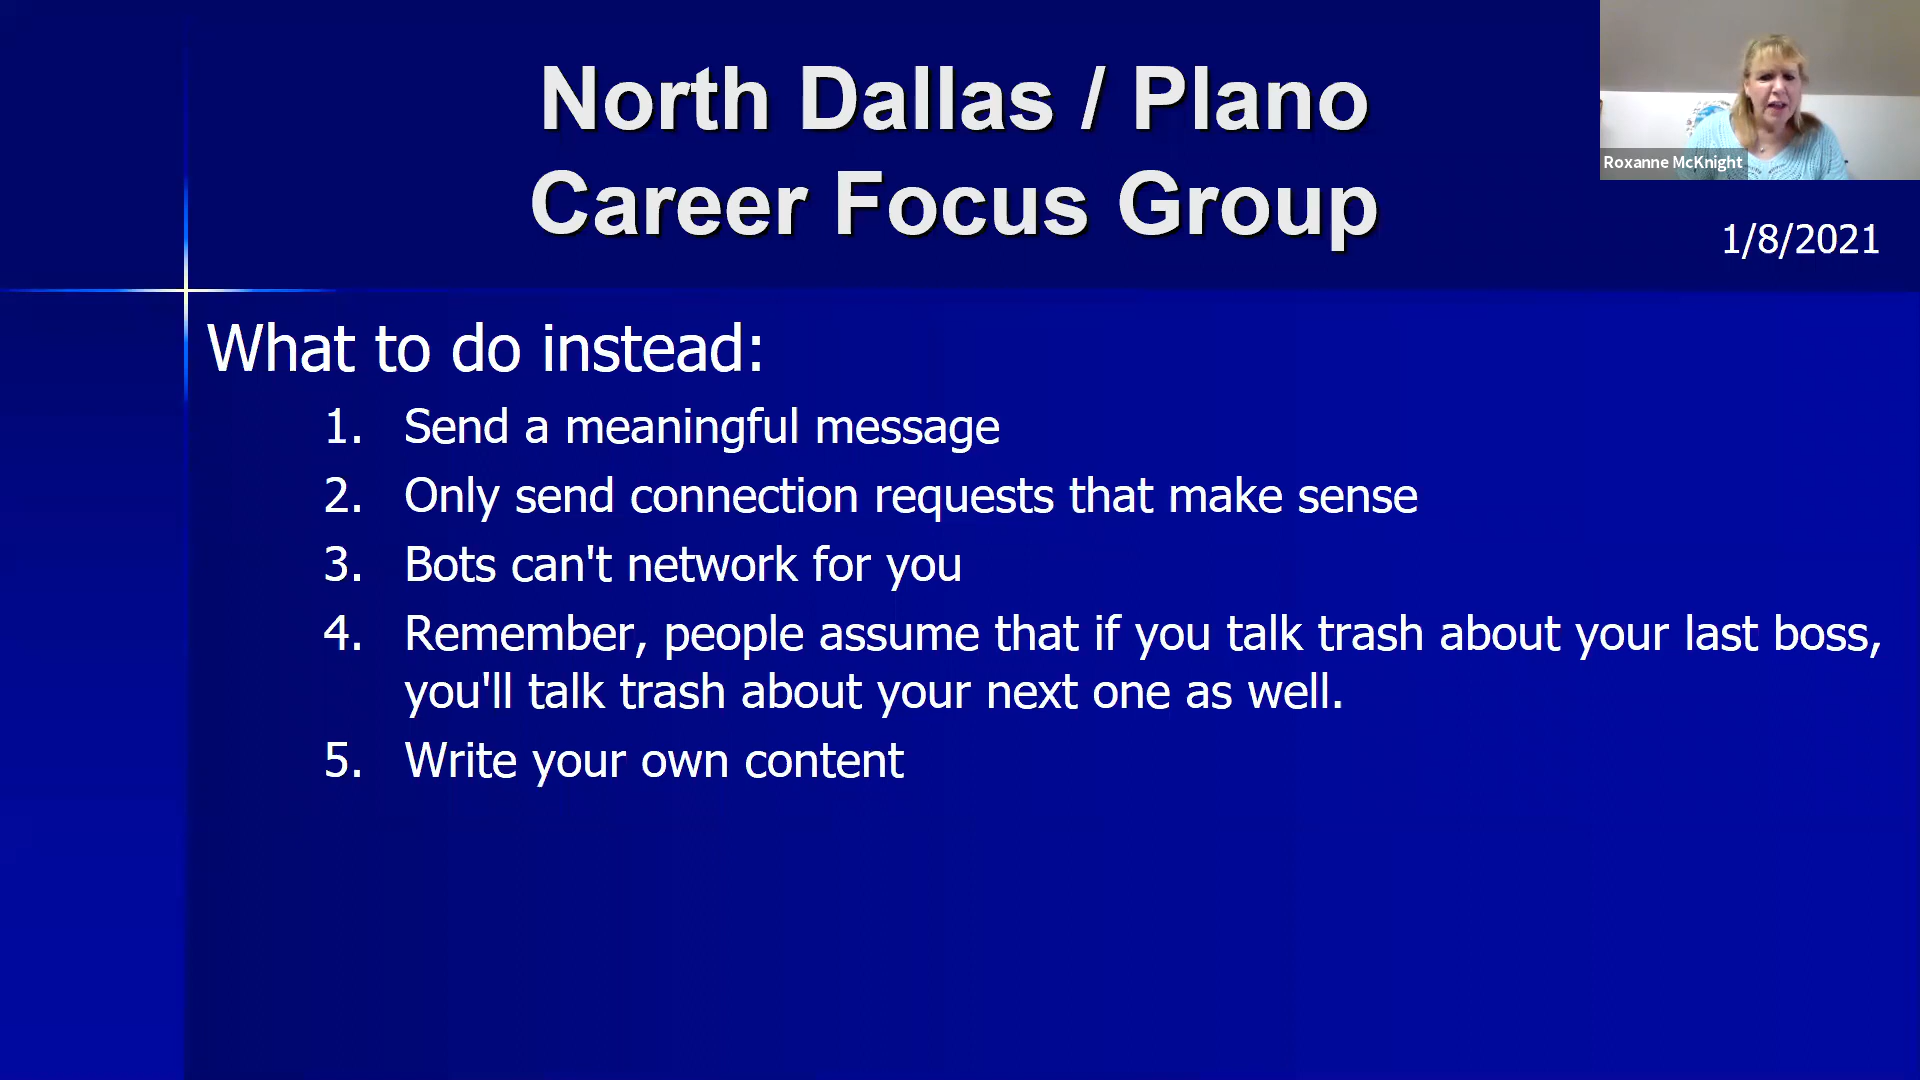 North Dallas / Plano
Career Focus Group
Roxanne McKnight
1/8/2021
What to do instead:
1. Send a meaningful message
2. Only send connection requests that make sense
3. Bots can't network for you
4. Remember, people assume that if you talk trash about your last boss,
you'll talk trash about your next one as well.
5. Write your own content